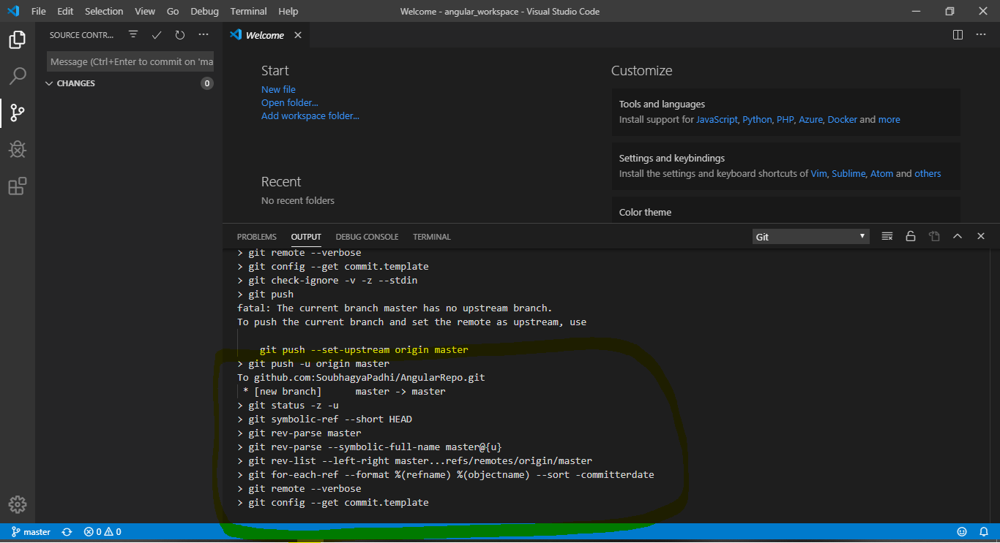 File Edit Selection View Go Debug Terminal Help
Welcome - angular_workspace - Visual Studio Code
SOURCE CONTR...
Message (Ctrl+Enter to commit on 'ma
CHANGES 0
Welcome
Start
New file
Open folder...
Add workspace folder...
Recent
No recent folders
Customize
Tools and languages
Install support for JavaScript, Python, PHP, Azure, Docker and more
Settings and keybindings
Install the settings and keyboard shortcuts of Vim, Sublime, Atom and others
Color theme
PROBLEMS OUTPUT DEBUG CONSOLE TERMINAL
Git
> git remote --verbose
> git config --get commit.template
> git check-ignore -v -z --stdin
> git push
fatal: The current branch master has no upstream branch.
To push the current branch and set the remote as upstream, use
git push --set-upstream origin master
> git push -u origin master
To github.com:SoubhagyaPadhi/AngularRepo.git
* [new branch] master -> master
> git status -z -u
> git symbolic-ref --short HEAD
> git rev-parse master
> git rev-parse --symbolic-full-name master@{u}
> git rev-list --left-right master...refs/remotes/origin/master
> git for-each-ref --format %(refname) %(objectname) --sort -committerdate
> git remote --verbose
> git config --get commit.template
master 0 0